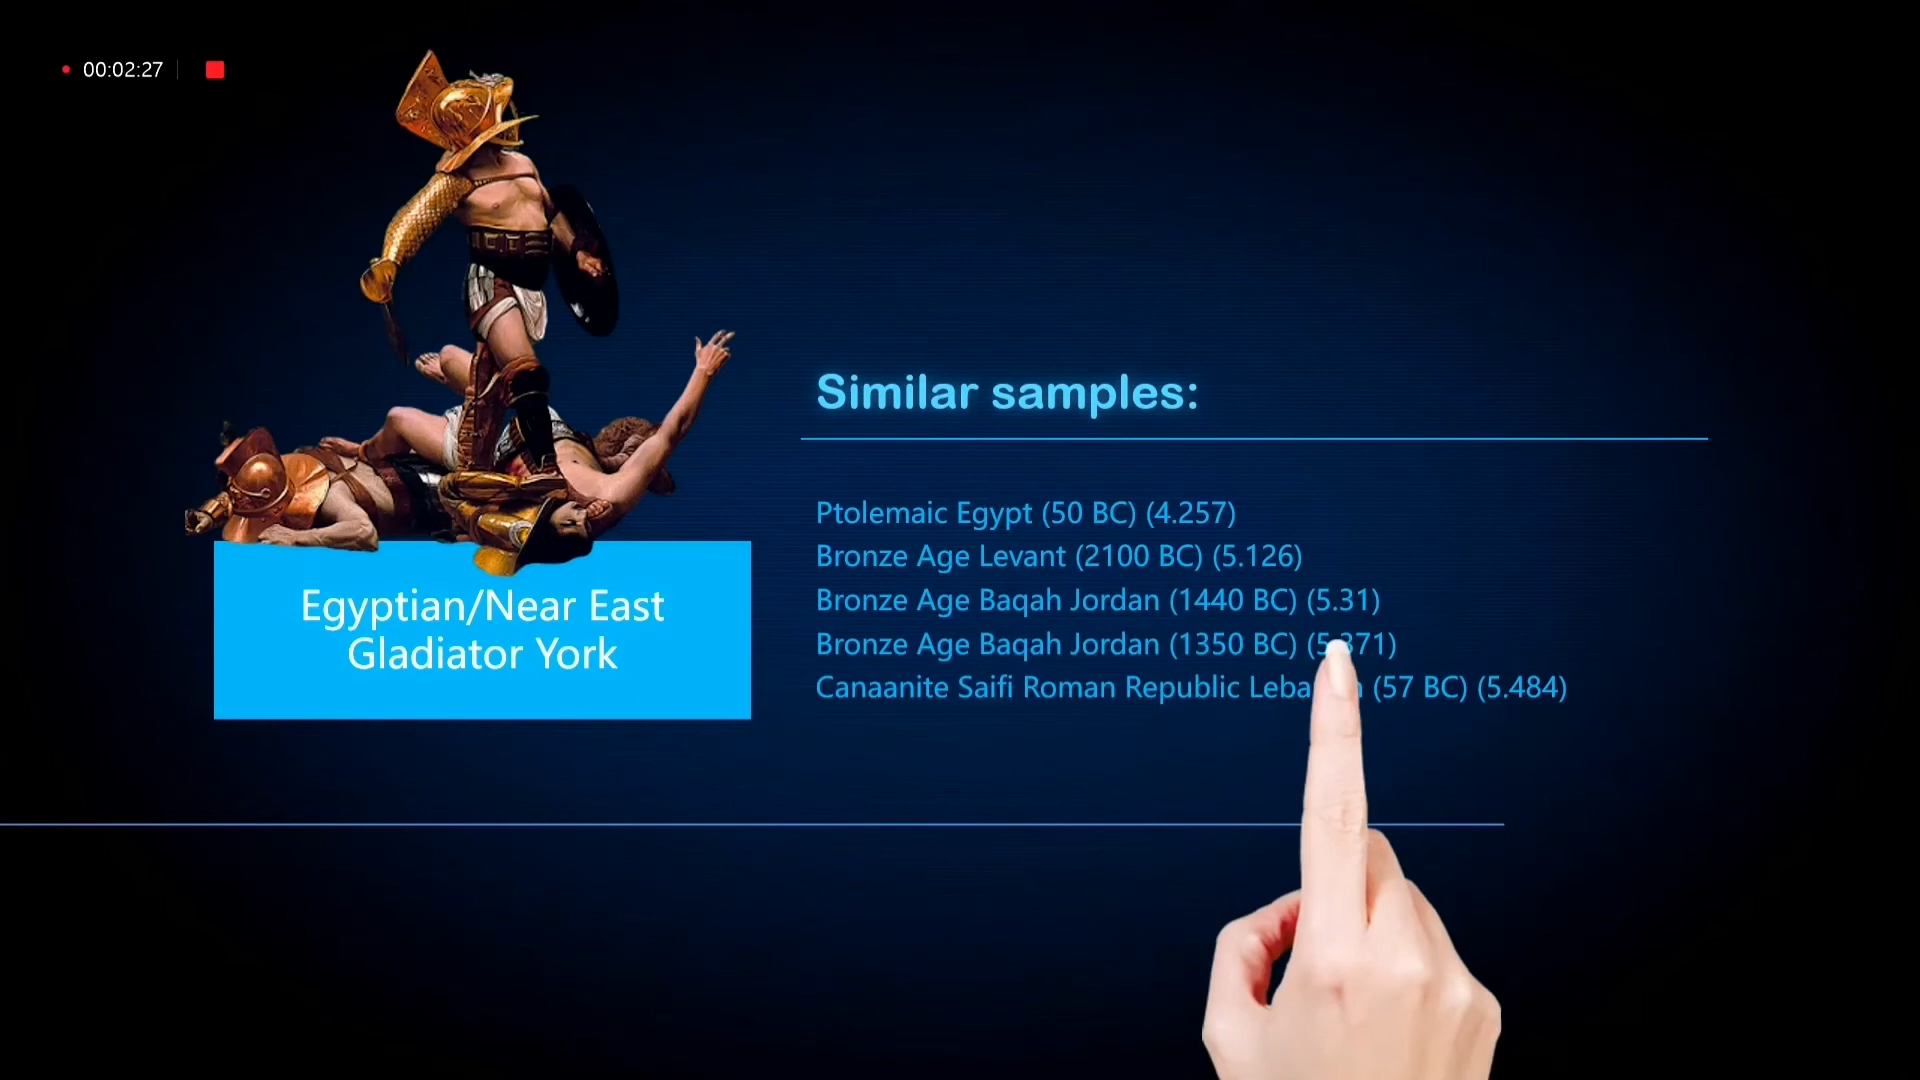 00:02:27
Similar samples:
Ptolemaic Egypt (50 BC) (4.257)
Bronze Age Levant (2100 BC) (5.126)
Bronze Age Baqah Jordan (1440 BC) (5.31)
Bronze Age Baqah Jordan (1350 BC) (5.371)
Canaanite Saifi Roman Republic (57 BC) (5.484)
Egyptian/Near East
Gladiator York